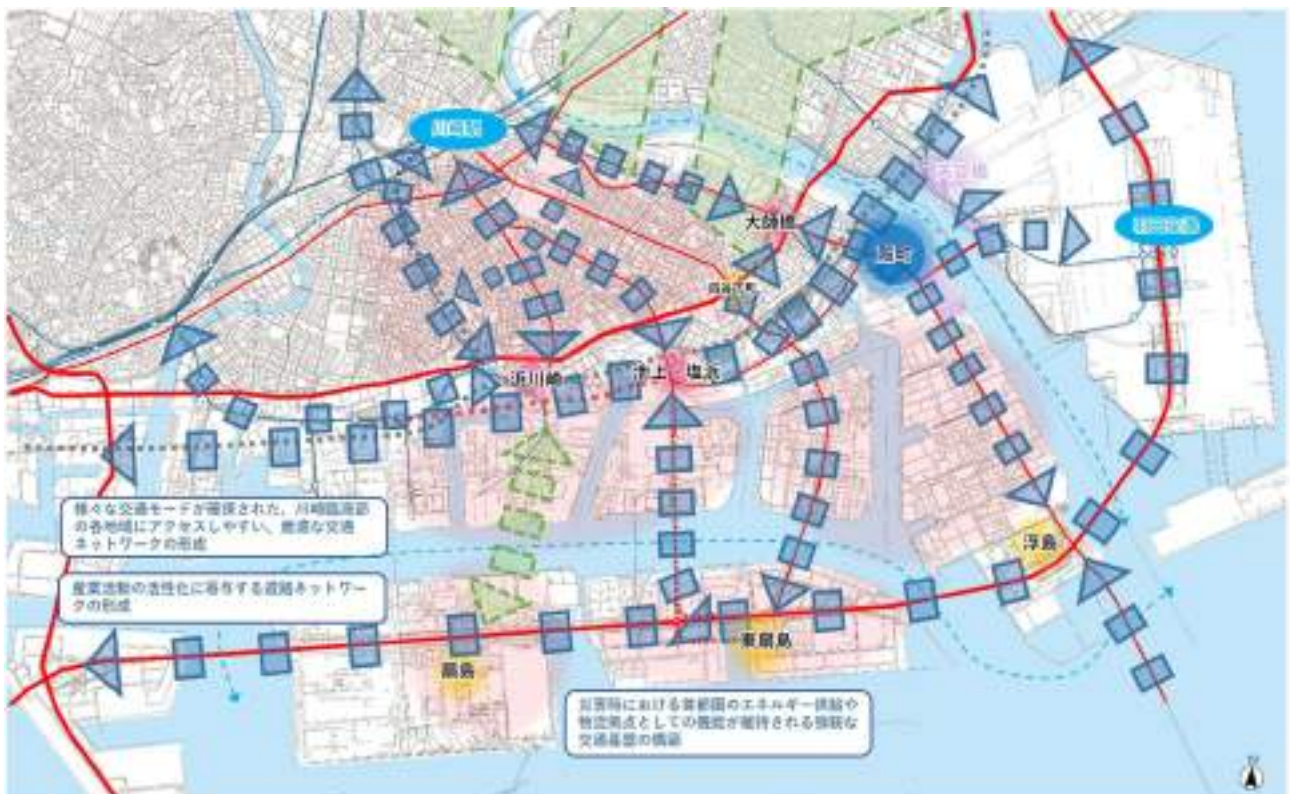 川崎駅
大師橋
殿町
羽田空港
浜川崎
池上 塩浜
様々な交通モードが確保された、川崎臨海部
の各地域にアクセスしやすい、最適な交通
ネットワークの形成
産業活動の活性化に寄与する道路ネットワー
クの形成
浮島
東扇島
扇島
災害時における首都圏のエネルギー供給や
物流拠点としての機能が維持される強靱な
交通基盤の構築